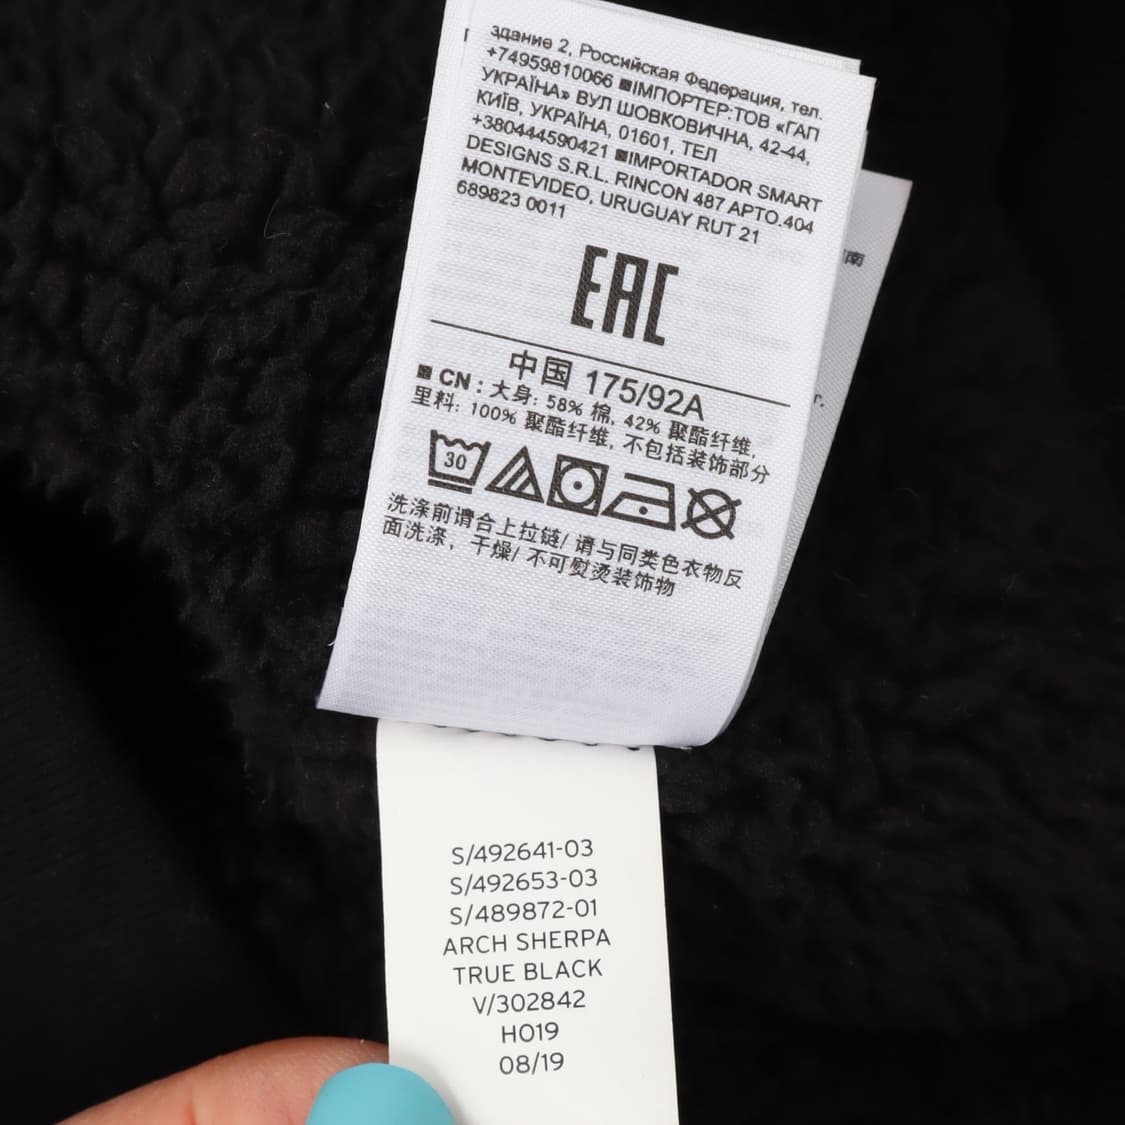 здание 2, Российская Федерация, тел.
+74959810066 ■ІМПОРТЕР:ТОВ «ГАП
УКРАЇНА» ВУЛ ШОВКОВИЧНА, 42-44,
КИЇВ, УКРАЇНА, 01601, ТЕЛ
+380444590421 ■IMPORTADOR SMART
DESIGNS S.R.L. RINCON 487 APTO.404
MONTEVIDEO, URUGUAY RUT 21
689823 0011
EAC
中国 175/92A
■ CN : 大身: 58% 棉, 42% 聚酯纤维,
里料: 100% 聚酯纤维, 不包括装饰部分
30
洗涤前请合上拉链/ 请与同类色衣物反
面洗涤, 干燥/ 不可熨烫装饰物
S/492641-03
S/492653-03
S/489872-01
ARCH SHERPA
TRUE BLACK
V/302842
HO19
08/19